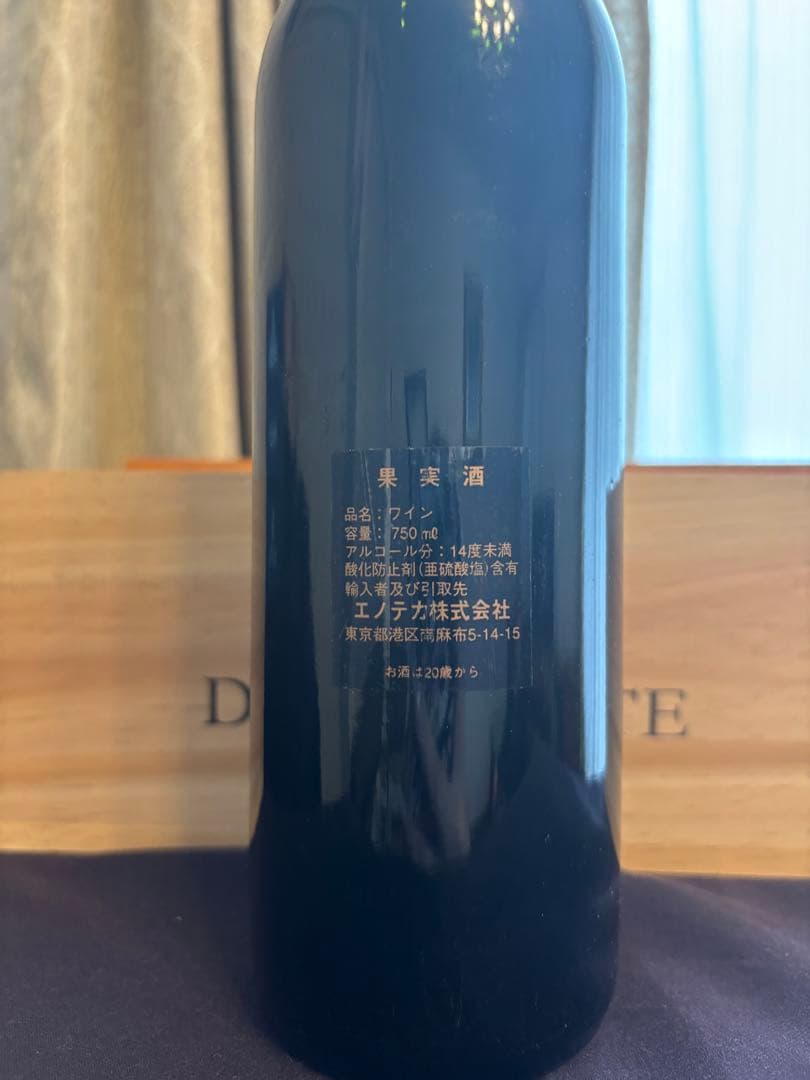 果実酒
品名：ワイン
容量：750㎖
アルコール分：14度未満
酸化防止剤(亜硫酸塩)含有
輸入者及び引取先
エノテカ株式会社
東京都港区南麻布5-14-15
お酒は20歳から
D
TE